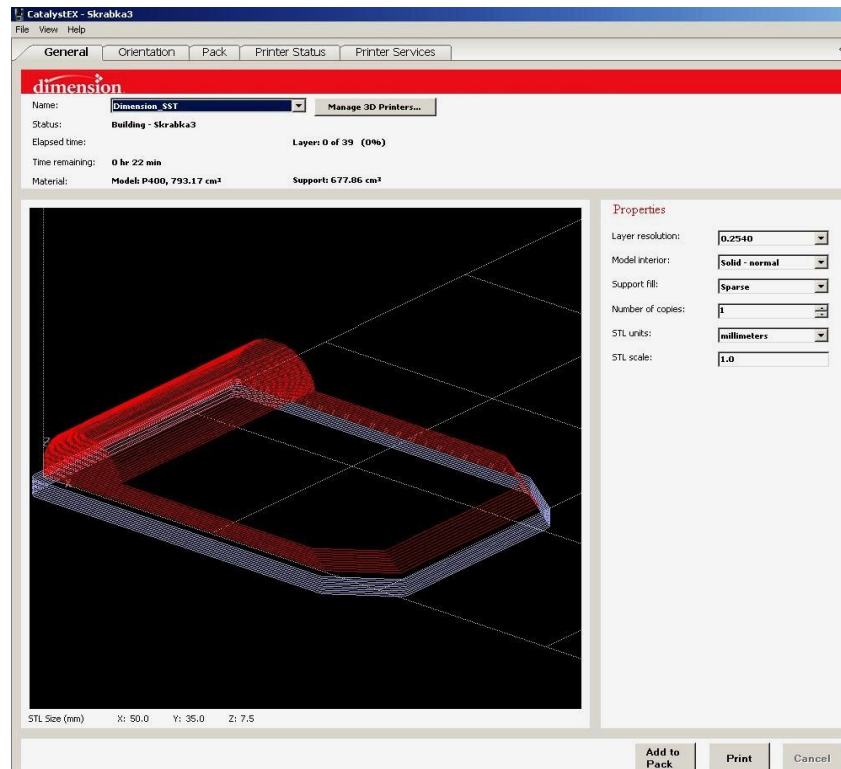 CatalystEX - Skrabka3
File View Help
General Orientation Pack Printer Status Printer Services
dimension
Name: Dimension_SST Manage 3D Printers...
Status: Building - Skrabka3
Elapsed time: Layer: 0 of 39 (0%)
Time remaining: 0 hr 22 min
Material: Model: P400, 793.17 cm³ Support: 677.86 cm³
Properties
Layer resolution: 0.2540
Model interior: Solid - normal
Support fill: Sparse
Number of copies: 1
STL units: millimeters
STL scale: 1.0
Z
X
STL Size (mm) X: 50.0 Y: 35.0 Z: 7.5
Add to Pack Print Cancel